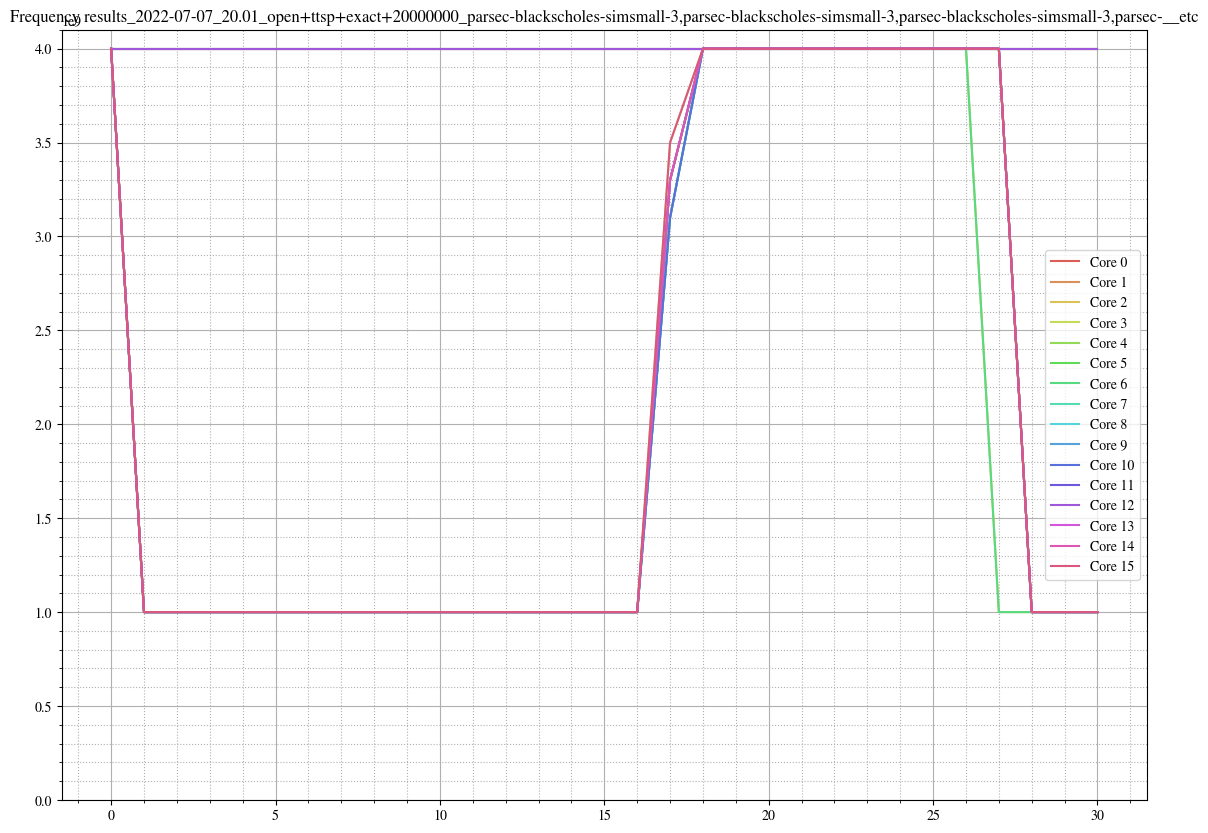 Frequency results_2022-07-07_20.01_open+ttsp+exact+20000000_parsec-blackscholes-simsmall-3,parsec-blackscholes-simsmall-3,parsec-blackscholes-simsmall-3,parsec-__etc
1e9
4.0
3.5
3.0
2.5
2.0
1.5
1.0
0.5
0.0
Core 0
Core 1
Core 2
Core 3
Core 4
Core 5
Core 6
Core 7
Core 8
Core 9
Core 10
Core 11
Core 12
Core 13
Core 14
Core 15
0 5 10 15 20 25 30